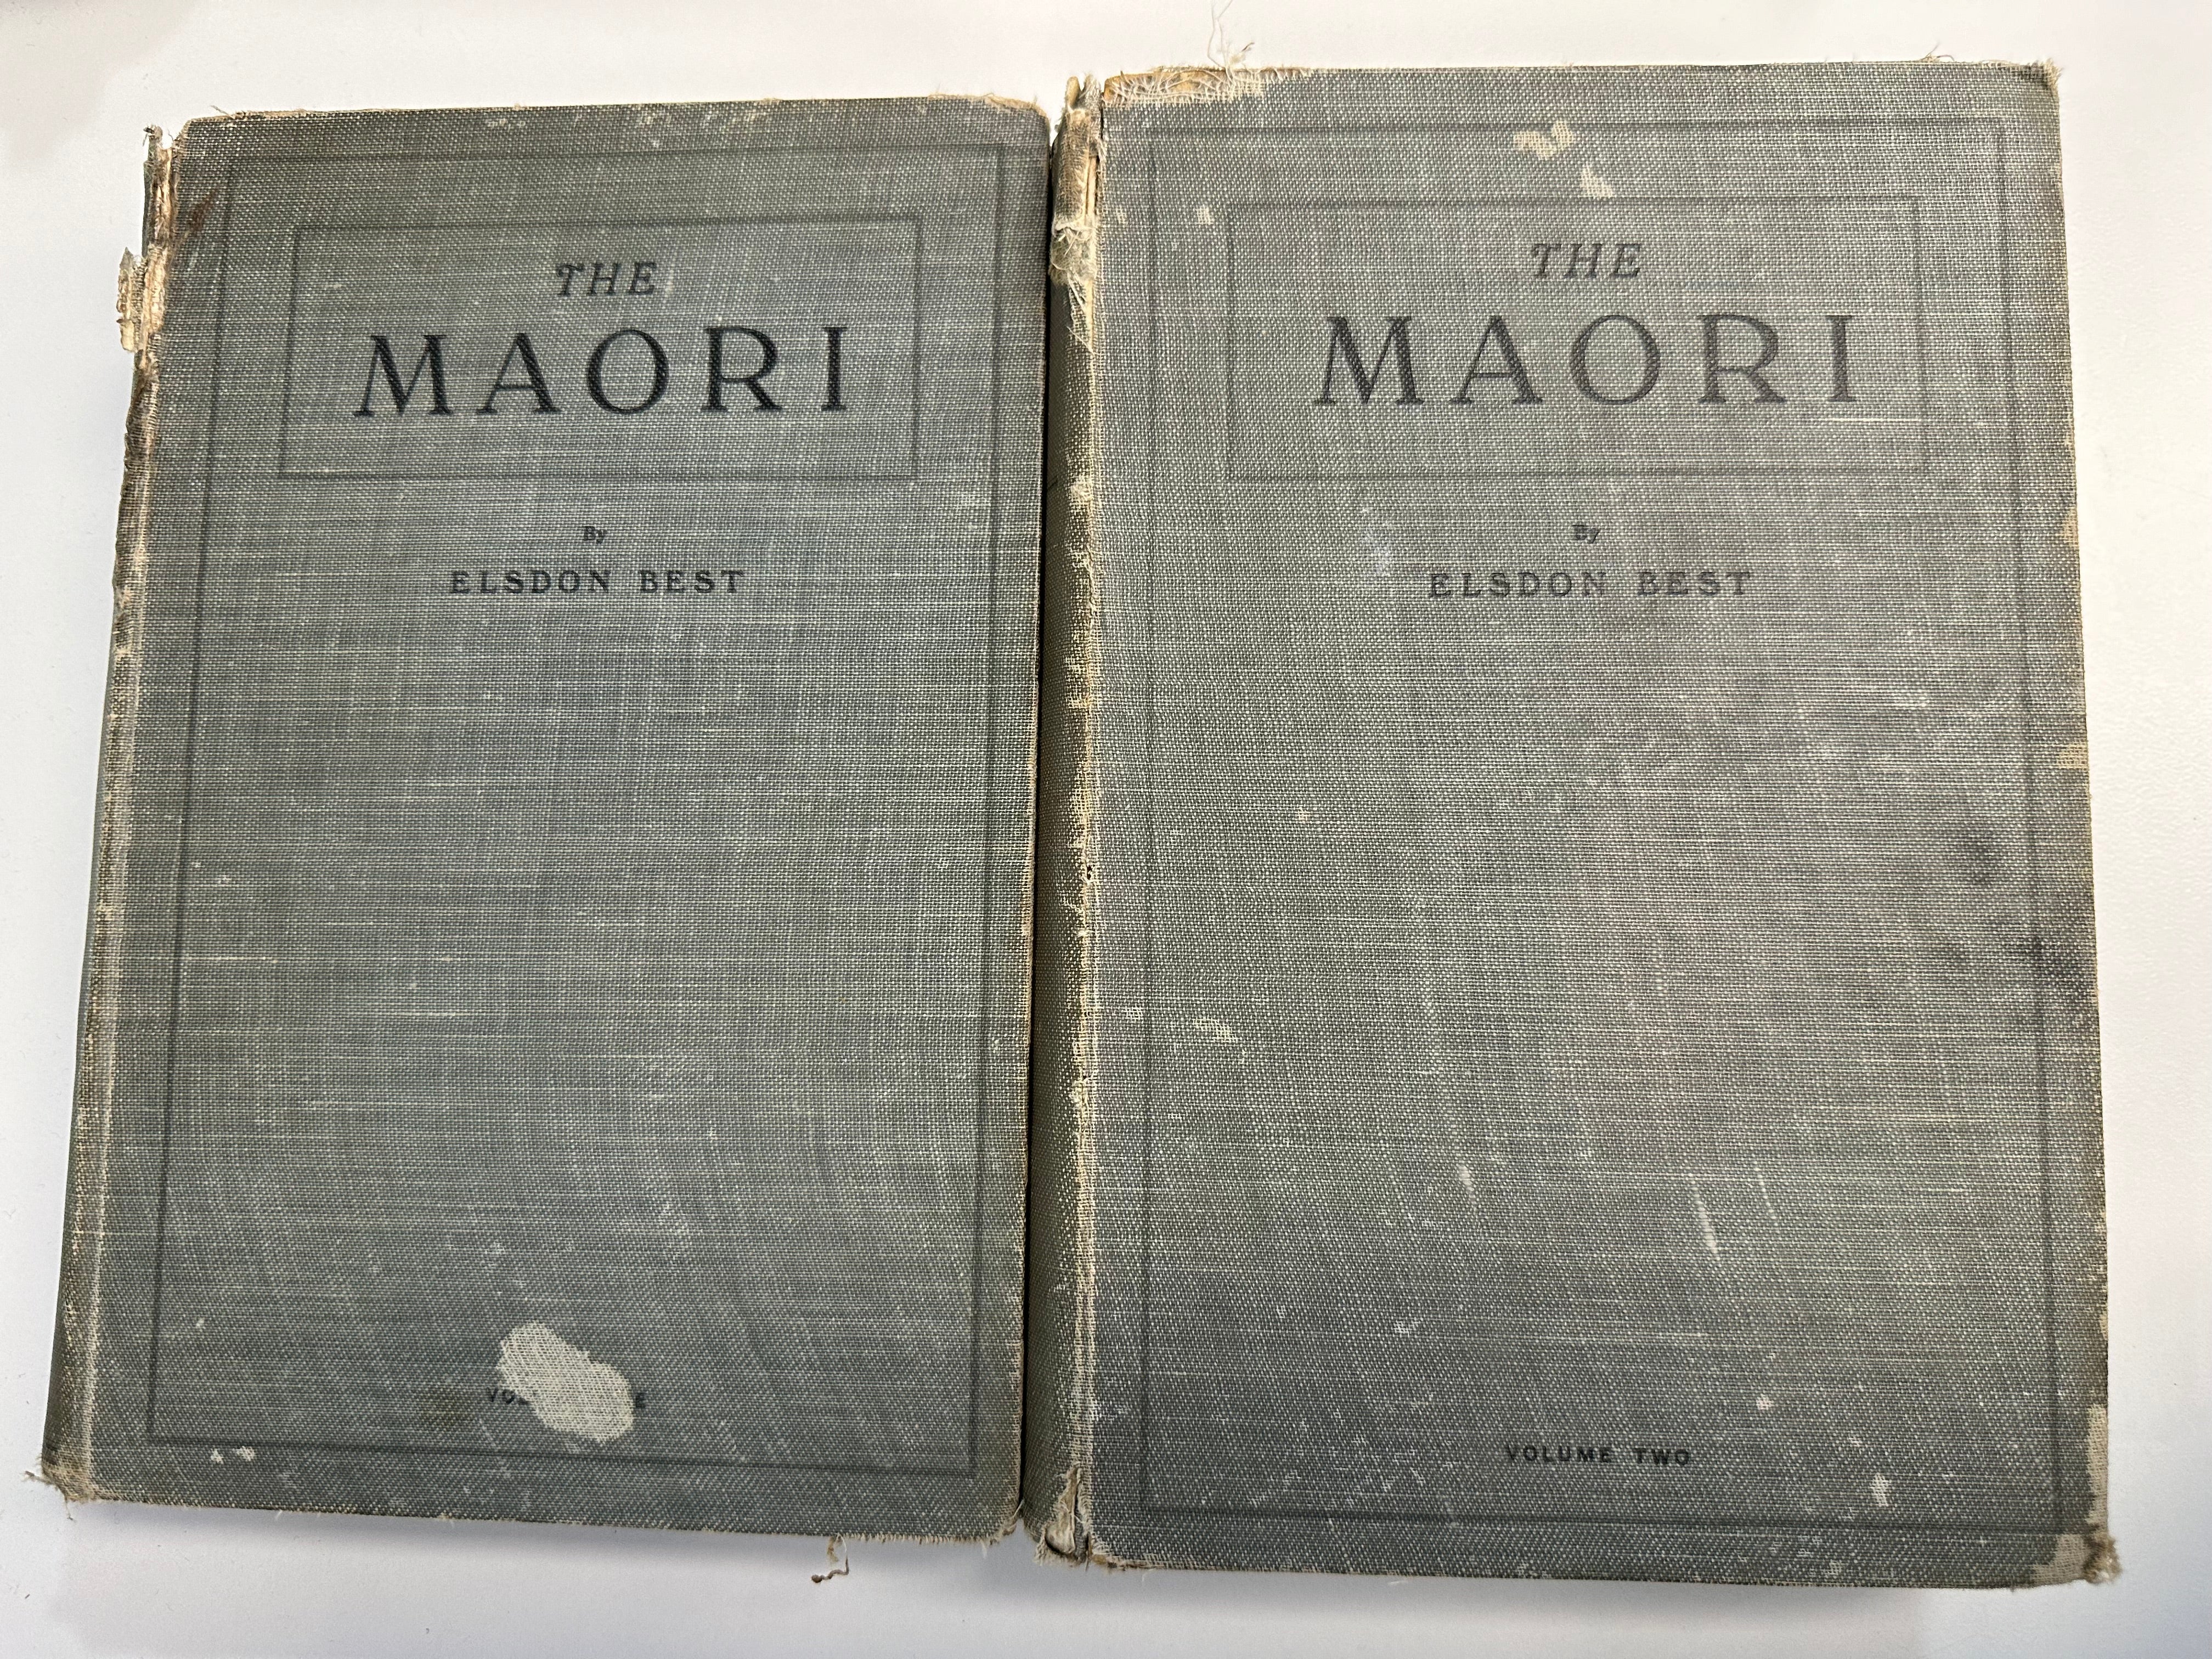 THE
MAORI
By
ELSDON BEST
THE
MAORI
By
ELSDON BEST
VOLUME TWO